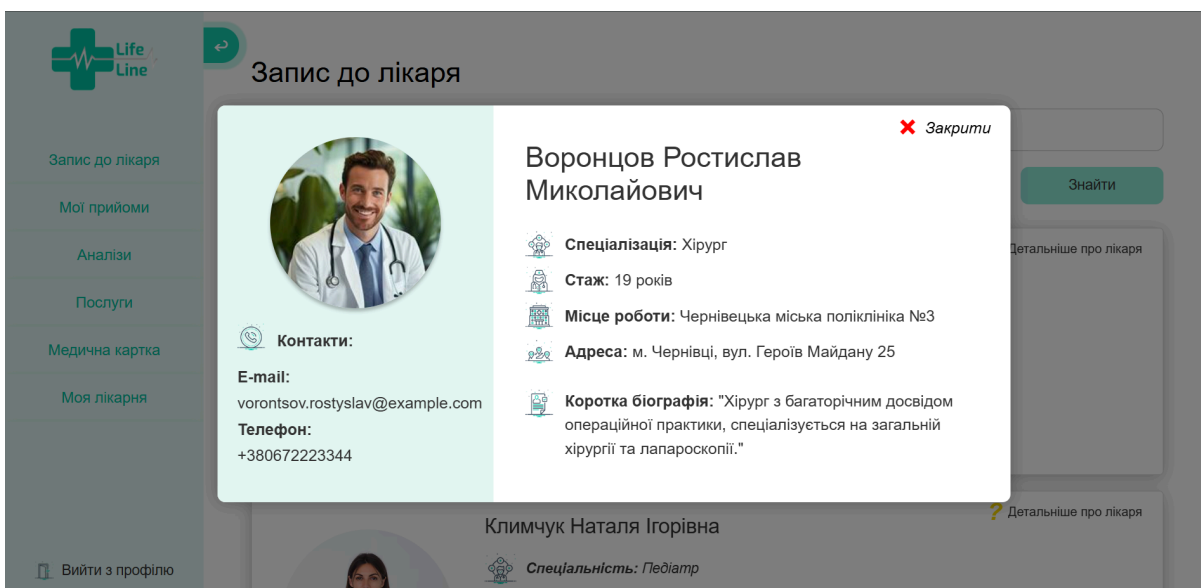 Life
Line
Запис до лікаря
Запис до лікаря
Мої прийоми
Аналізи
Послуги
Медична картка
Моя лікарня
Вийти з профілю
Закрити
Воронцов Ростислав
Миколайович
Спеціалізація: Хірург
Стаж: 19 років
Місце роботи: Чернівецька міська поліклініка №3
Адреса: м. Чернівці, вул. Героїв Майдану 25
Коротка біографія: "Хірург з багаторічним досвідом
операційної практики, спеціалізується на загальній
хірургії та лапароскопії."
Контакти:
E-mail:
vorontsov.rostyslav@example.com
Телефон:
+380672223344
Знайти
Детальніше про лікаря
Климчук Наталя Ігорівна
? Детальніше про лікаря
Спеціальність: Педіатр